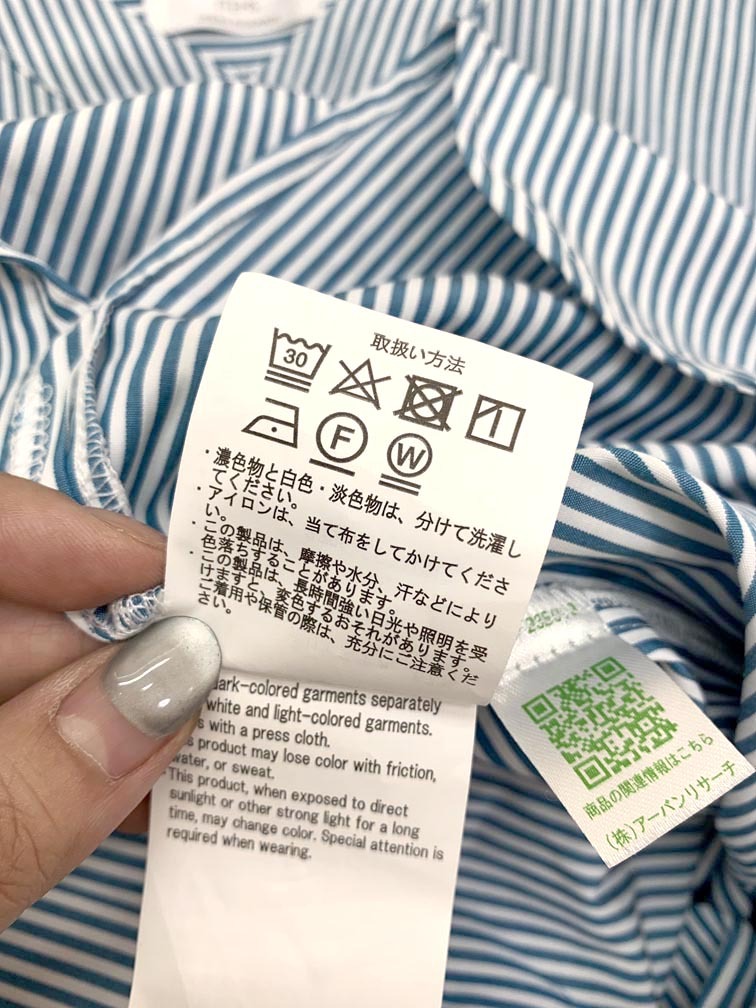 取扱い方法
30
F W
・濃色物と白色・淡色物は、分けて洗濯し
てください。
・アイロンは、当て布をしてかけてくださ
い。
・この製品は、摩擦や水分、汗などにより
色落ちすることがあります。
・この製品は、長時間強い日光や照明を受
けますと、変色するおそれがあります。
ご着用や保管の際は、充分にご注意くだ
さい。
dark-colored garments separately
white and light-colored garments.
with a press cloth.
product may lose color with friction,
water, or sweat.
This product, when exposed to direct
sunlight or other strong light for a long
time, may change color. Special attention is
required when wearing.
商品の関連情報はこちら
(株)アーバンリサーチ